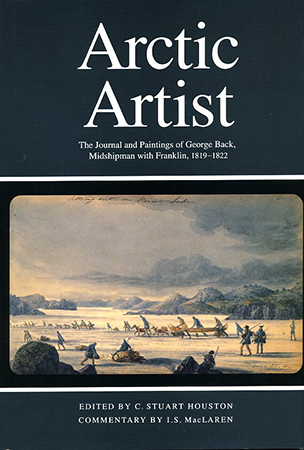 Arctic
Artist
The Journal and Paintings of George Back,
Midshipman with Franklin, 1819–1822
EDITED BY C. STUART HOUSTON
COMMENTARY BY I.S. MacLAREN